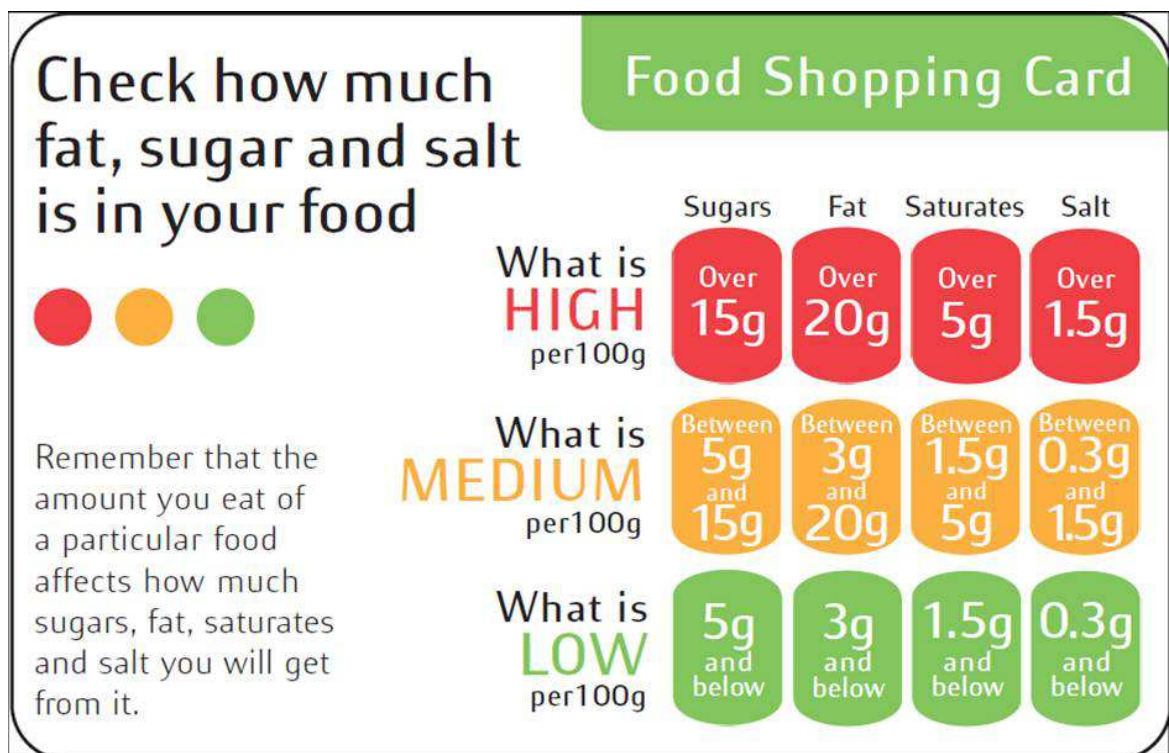 Check how much
fat, sugar and salt
is in your food
Food Shopping Card
Sugars Fat Saturates Salt
What is
HIGH
per100g
Over Over Over Over
15g 20g 5g 1.5g
What is
MEDIUM
per100g
Between Between Between Between
5g 3g 1.5g 0.3g
and and and and
15g 20g 5g 1.5g
What is
LOW
per100g
5g 3g 1.5g 0.3g
and and and and
below below below below
Remember that the
amount you eat of
a particular food
affects how much
sugars, fat, saturates
and salt you will get
from it.